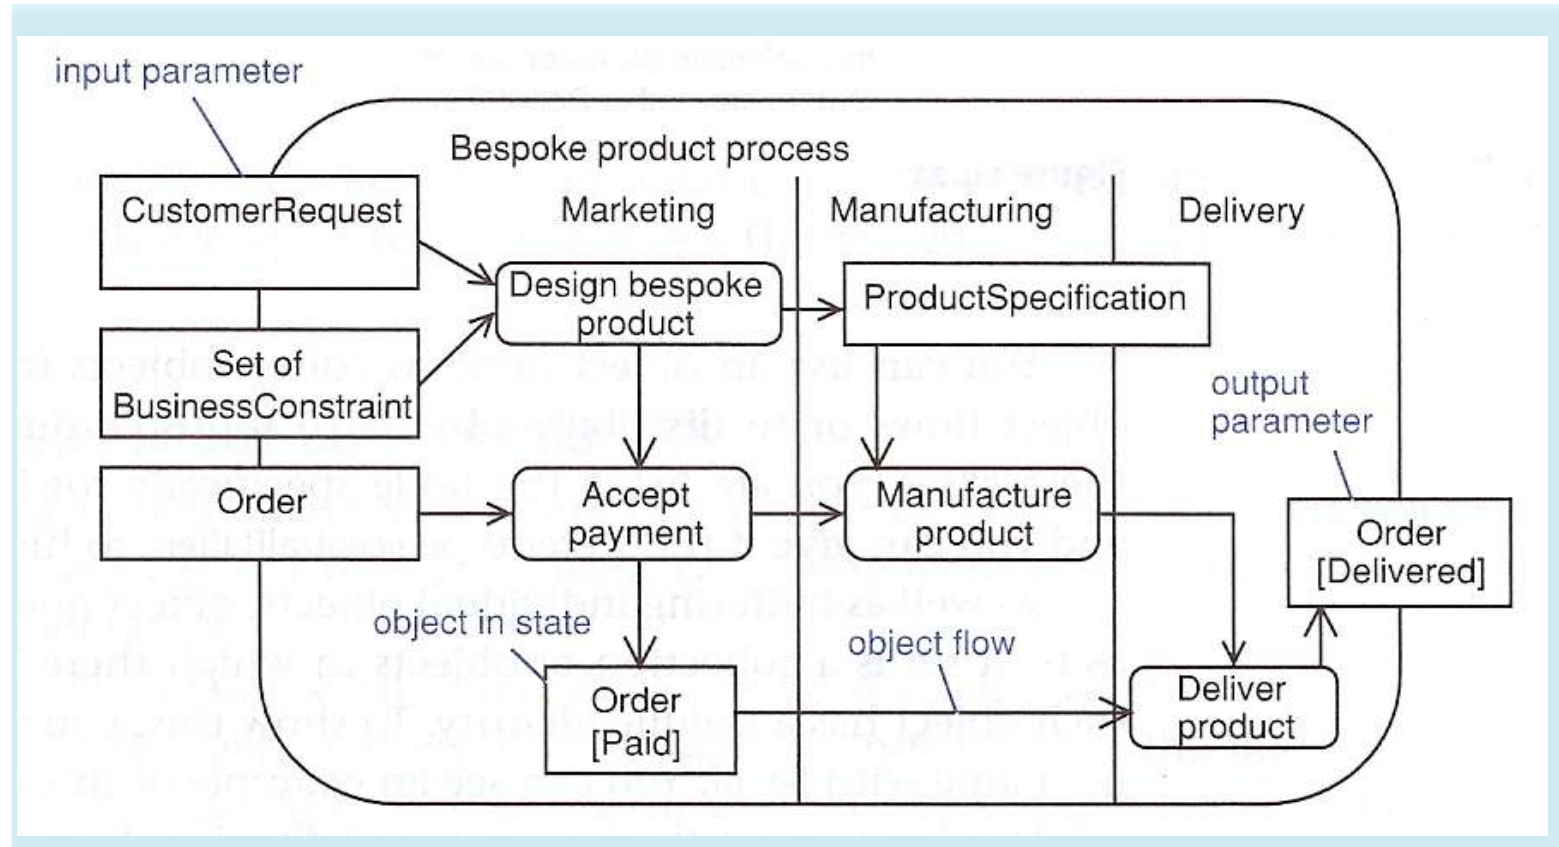 input parameter
Bespoke product process
CustomerRequest
Marketing
Manufacturing
Delivery
Design bespoke
product
ProductSpecification
Set of
BusinessConstraint
output
parameter
Order
Accept
payment
Manufacture
product
Order
[Delivered]
object in state
object flow
Order
[Paid]
Deliver
product